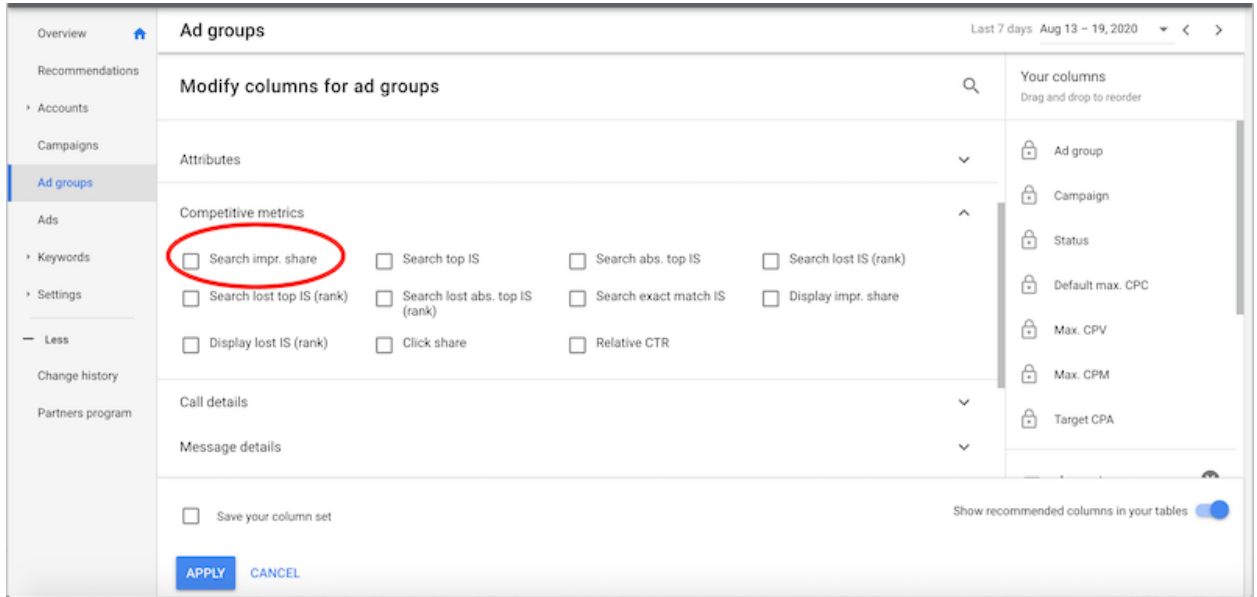 Overview
Recommendations
Accounts
Campaigns
Ad groups
Ads
Keywords
Settings
Less
Change history
Partners program
Ad groups
Last 7 days Aug 13 – 19, 2020
Modify columns for ad groups
Attributes
Competitive metrics
Search impr. share
Search top IS
Search abs. top IS
Search lost IS (rank)
Search lost top IS (rank)
Search lost abs. top IS
(rank)
Search exact match IS
Display impr. share
Display lost IS (rank)
Click share
Relative CTR
Call details
Message details
Your columns
Drag and drop to reorder
Ad group
Campaign
Status
Default max. CPC
Max. CPV
Max. CPM
Target CPA
Save your column set
Show recommended columns in your tables
APPLY
CANCEL